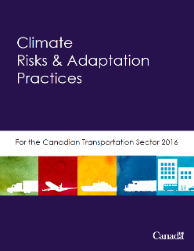 Climate
Risks & Adaptation
Practices
For the Canadian Transportation Sector 2016
Canada